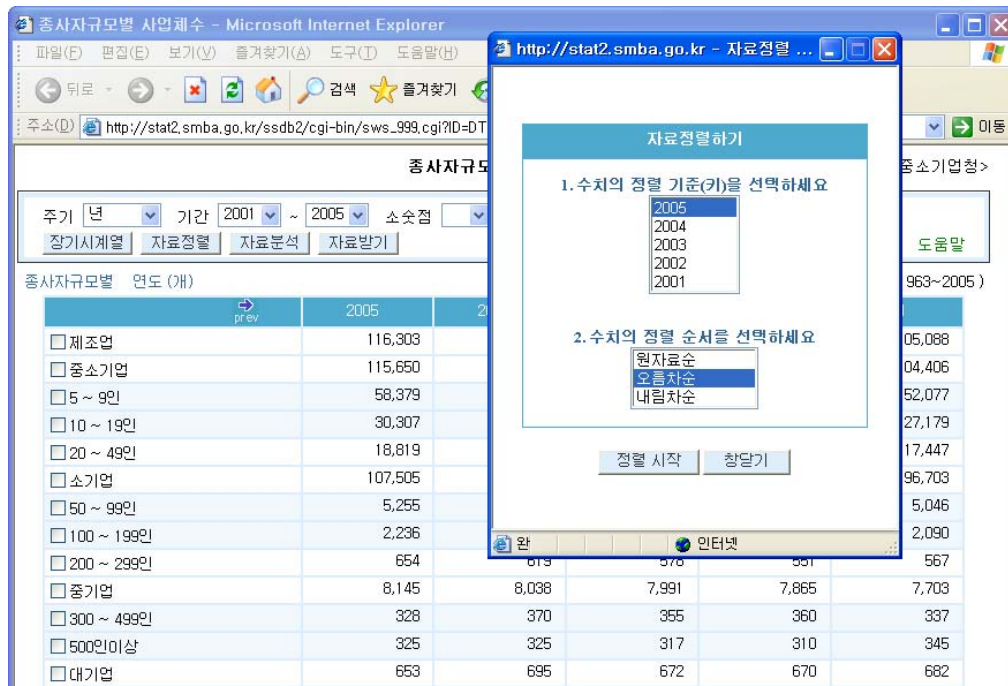 종사자규모별 사업체수 - Microsoft Internet Explorer
파일(F) 편집(E) 보기(V) 즐겨찾기(A) 도구(T) 도움말(H)
뒤로 검색 즐겨찾기
주소(D) http://stat2.smba.go.kr/ssdb2/cgi-bin/sws_999.cgi?ID=DT 이동
종사자규모 중소기업청>
주기 년 기간 2001 ~ 2005 소숫점
장기시계열 자료정렬 자료분석 자료받기 도움말
종사자규모별 연도 (개) 963~2005 )
prev 2005 2
제조업 116,303 05,088
중소기업 115,650 04,406
5 ~ 9인 58,379 52,077
10 ~ 19인 30,307 27,179
20 ~ 49인 18,819 17,447
소기업 107,505 96,703
50 ~ 99인 5,255 5,046
100 ~ 199인 2,236 2,090
200 ~ 299인 654 619 578 551 567
중기업 8,145 8,038 7,991 7,865 7,703
300 ~ 499인 328 370 355 360 337
500인이상 325 325 317 310 345
대기업 653 695 672 670 682
http://stat2.smba.go.kr - 자료정렬 ...
자료정렬하기
1.수치의 정렬 기준(키)을 선택하세요
2005
2004
2003
2002
2001
2.수치의 정렬 순서를 선택하세요
원자료순
오름차순
내림차순
정렬 시작 창닫기
완 인터넷